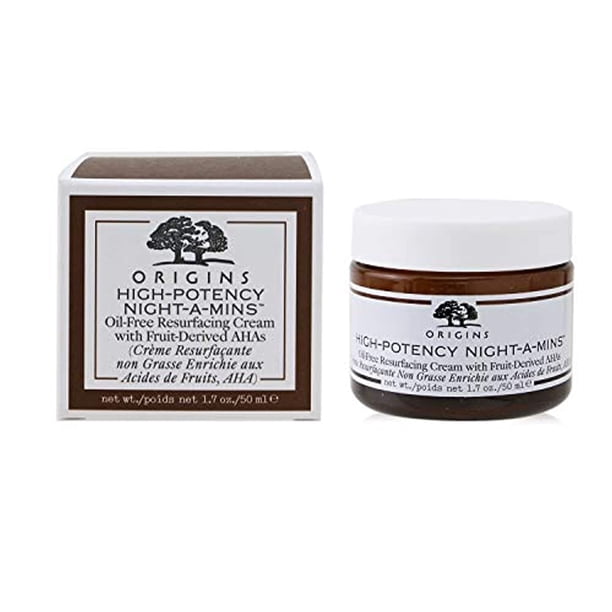 ORIGINS
HIGH-POTENCY
NIGHT-A-MINS™
Oil-Free Resurfacing Cream
with Fruit-Derived AHAs
(Crème Resurfaçante
non Grasse Enrichie aux
Acides de Fruits, AHA)
net wt./poids net 1.7 oz./50 ml e
ORIGINS
HIGH-POTENCY NIGHT-A-MINS™
Oil-Free Resurfacing Cream with Fruit-Derived AHAs
Resurfaçante Non Grasse Enrichie aux Acides de Fruits, AHA)
net wt./poids net 1.7 oz./50 ml e